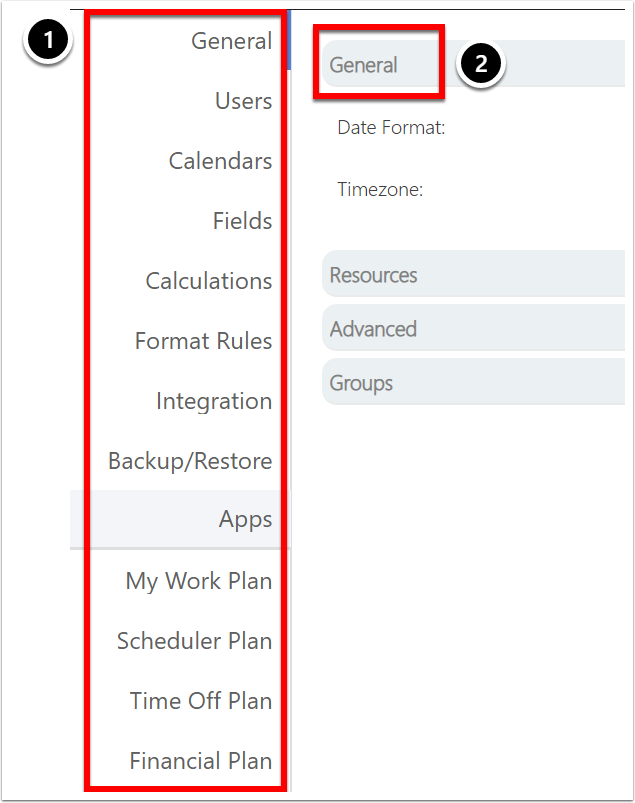 1
General
Users
Calendars
Fields
Calculations
Format Rules
Integration
Backup/Restore
Apps
My Work Plan
Scheduler Plan
Time Off Plan
Financial Plan
General
2
Date Format:
Timezone:
Resources
Advanced
Groups